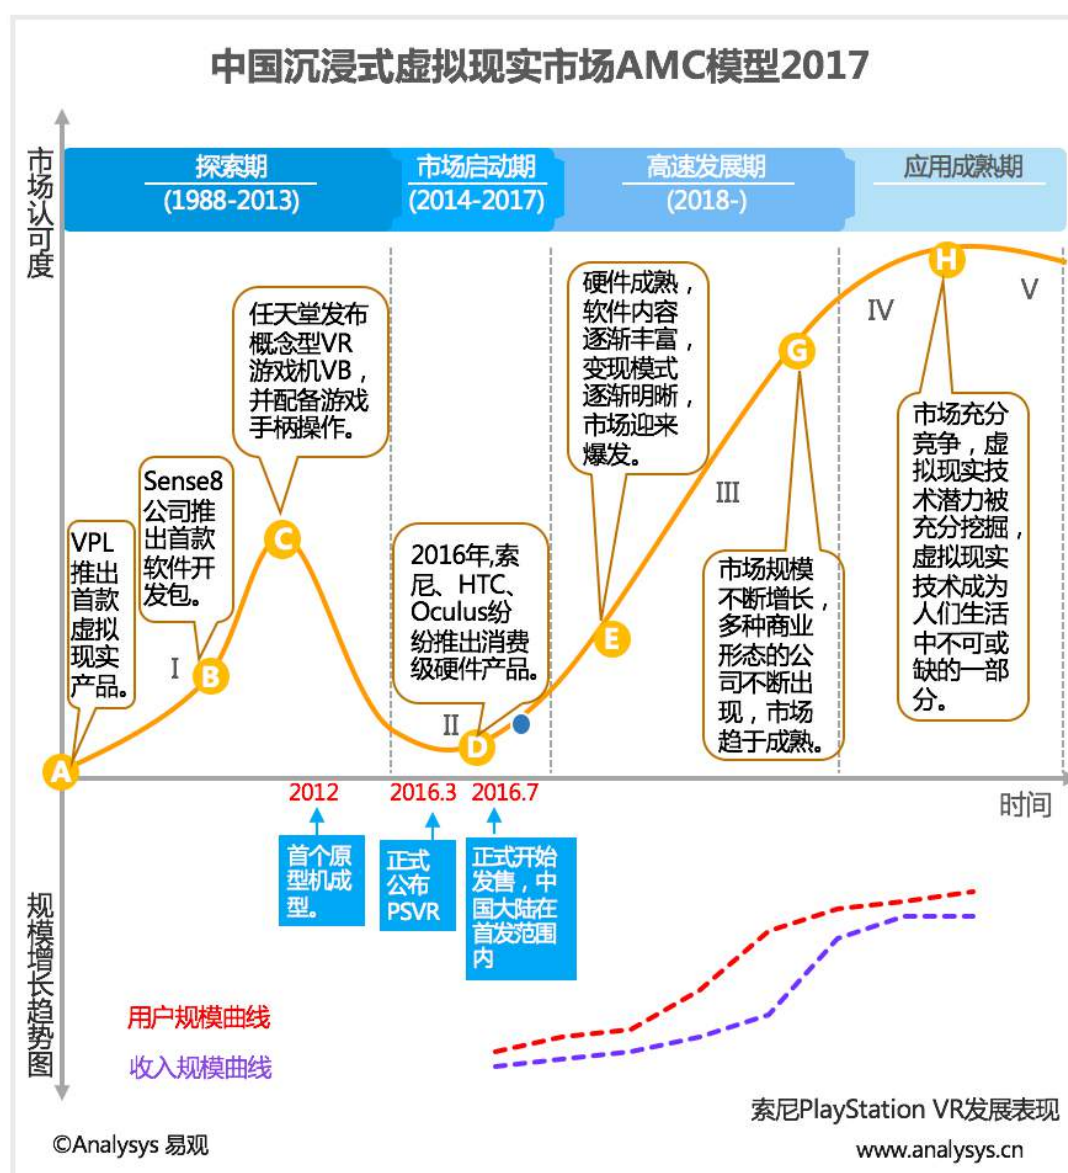 中国沉浸式虚拟现实市场AMC模型2017
市场认可度
探索期
(1988-2013)
市场启动期
(2014-2017)
高速发展期
(2018-)
应用成熟期
任天堂发布
概念型VR
游戏机VB，
并配备游戏
手柄操作。
硬件成熟，
软件内容
逐渐丰富，
变现模式
逐渐明晰，
市场迎来
爆发。
H
V
IV
G
市场充分
竞争，虚
拟现实技
术潜力被
充分挖掘，
虚拟现实
技术成为
人们生活
中不可或
缺的一部
分。
Sense8
公司推
出首款
软件开
发包。
III
C
VPL
推出
首款
虚拟
现实
产品。
2016年,索
尼、HTC、
Oculus纷
纷推出消费
级硬件产品。
市场规模
不断增长，
多种商业
形态的公
司不断出
现，市场
趋于成熟。
E
I
B
II
D
A
2012
2016.3
2016.7
时间
首个原
型机成
型。
正式
公布
PSVR
正式开始
发售，中
国大陆在
首发范围
内
规模增长趋势图
用户规模曲线
收入规模曲线
索尼PlayStation VR发展表现
©Analysys 易观
www.analysys.cn